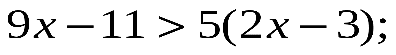 9x − 11 > 5(2x − 3);